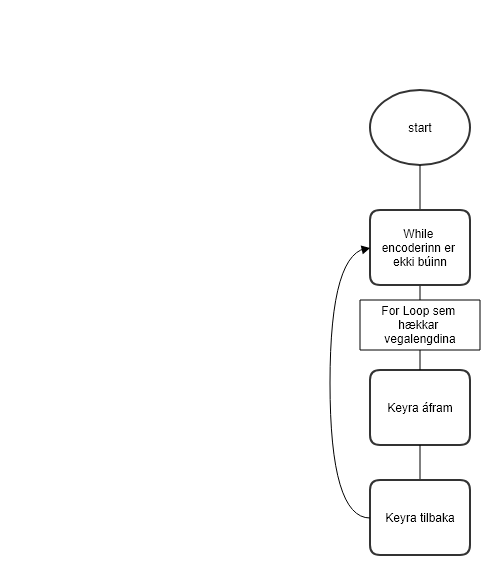 start
While
encoderinn er
ekki búinn
For Loop sem
hækkar
vegalengdina
Keyra áfram
Keyra tilbaka